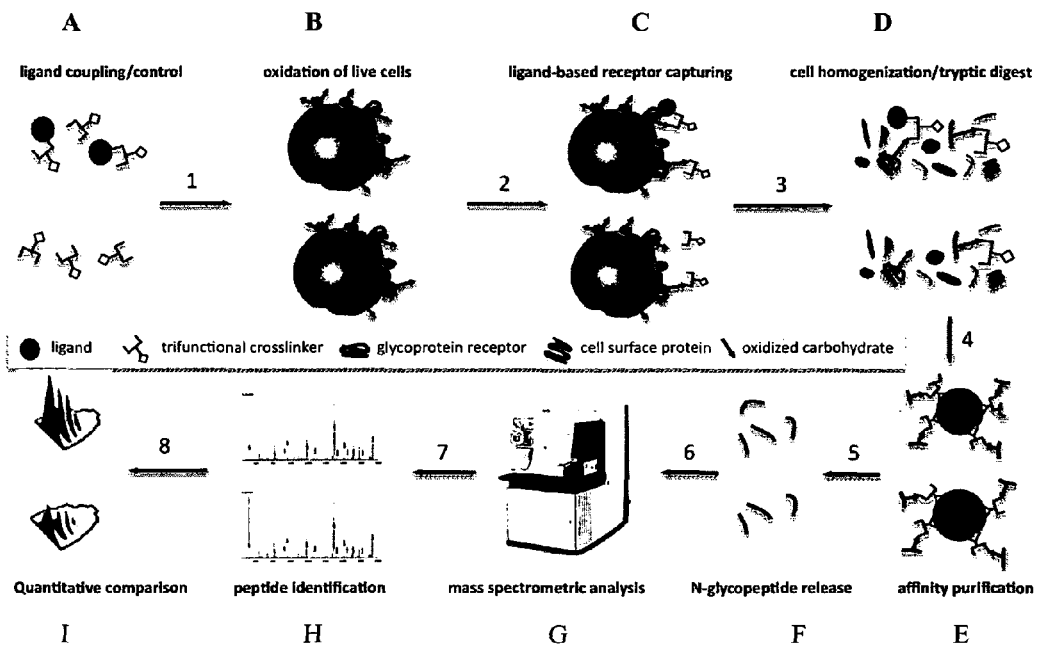 A B C D
ligand coupling/control oxidation of live cells ligand-based receptor capturing cell homogenization/tryptic digest
1 2 3
ligand trifunctional crosslinker glycoprotein receptor cell surface protein oxidized carbohydrate
4
8 7 6 5
Quantitative comparison peptide identification mass spectrometric analysis N-glycopeptide release affinity purification
I H G F E